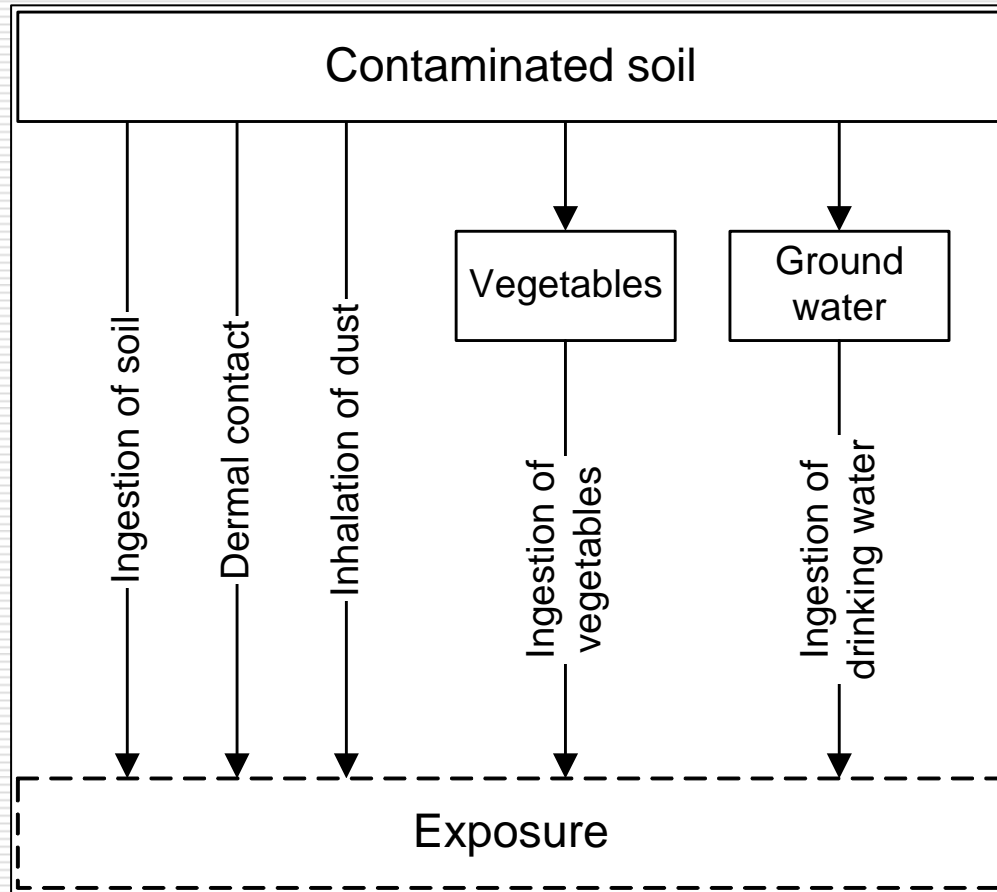 Contaminated soil
Vegetables
Ground
water
Ingestion of soil
Dermal contact
Inhalation of dust
Ingestion of
vegetables
Ingestion of
drinking water
Exposure